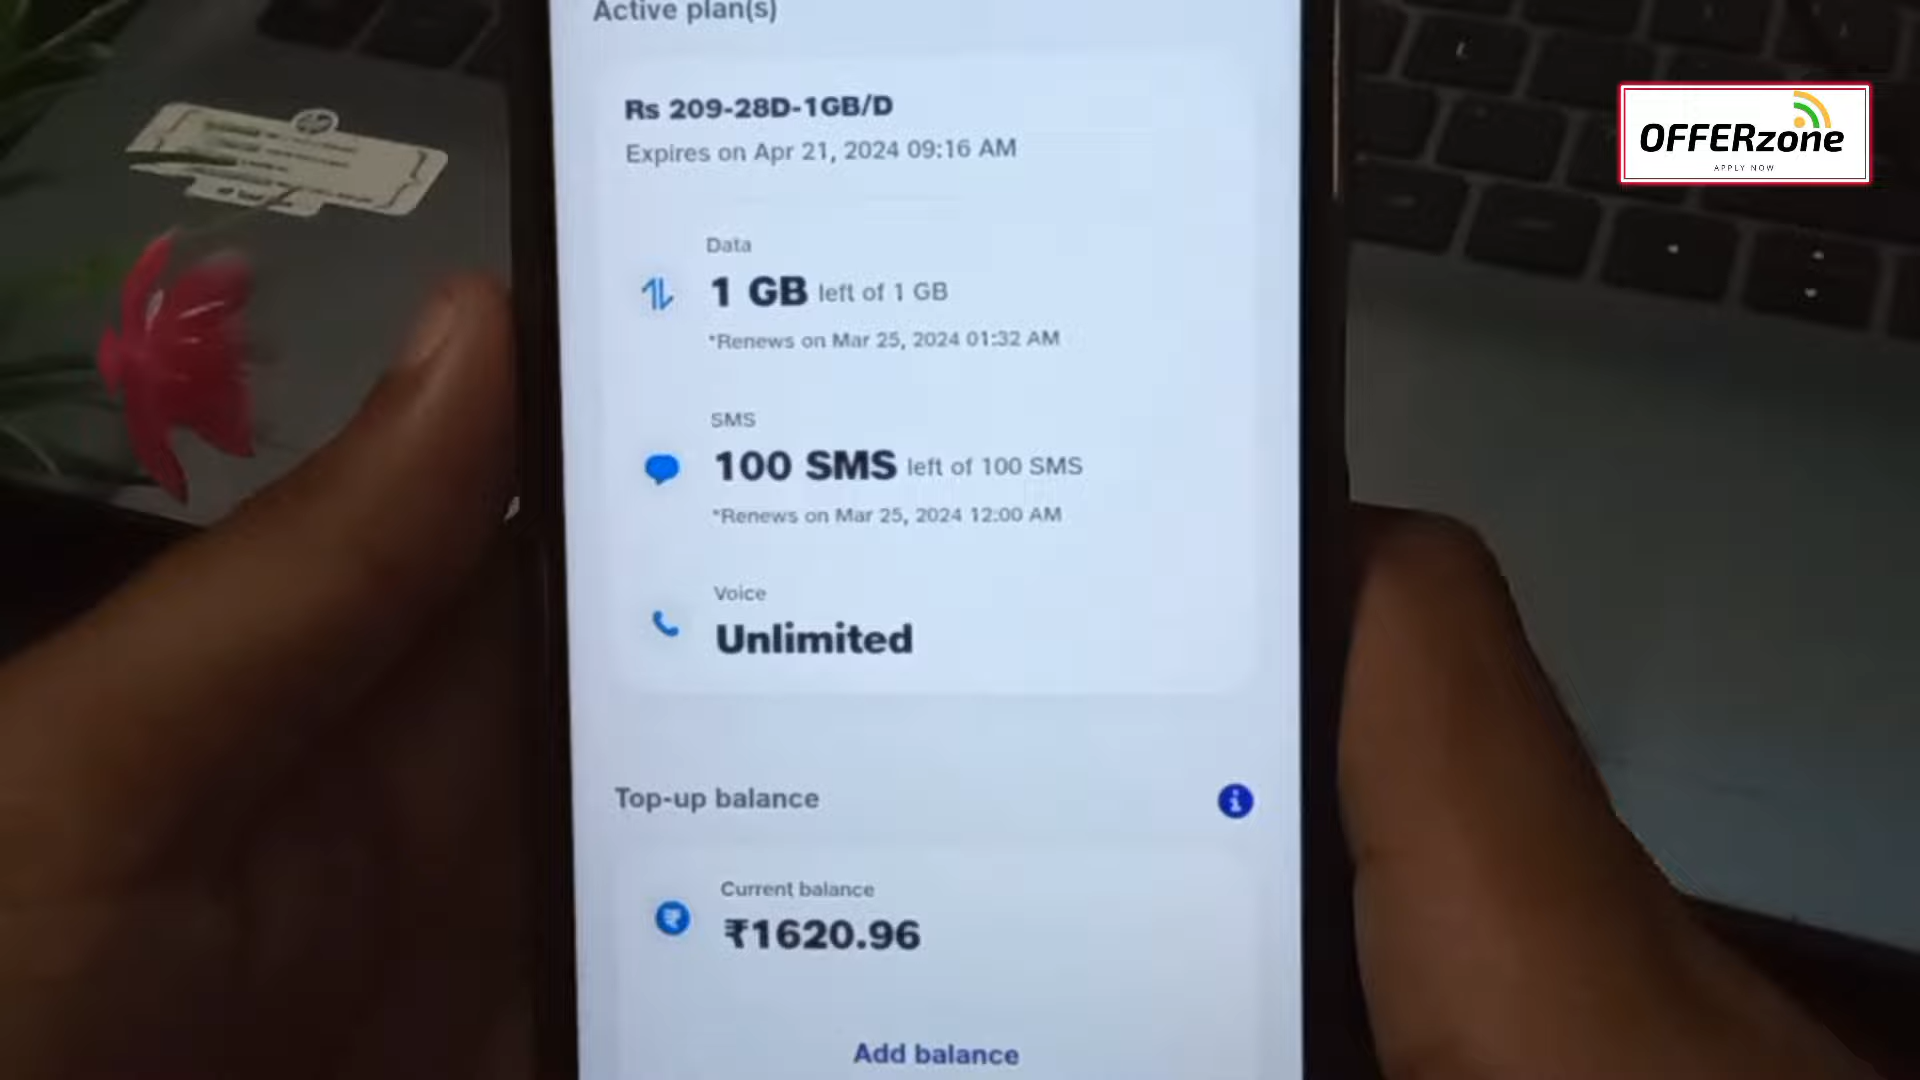 Active plan(s)
Rs 209-28D-1GB/D
Expires on Apr 21, 2024 09:16 AM
Data
1 GB left of 1 GB
*Renews on Mar 25, 2024 01:32 AM
SMS
100 SMS left of 100 SMS
*Renews on Mar 25, 2024 12:00 AM
Voice
Unlimited
Top-up balance
Current balance
₹1620.96
Add balance
OFFERzone
APPLY NOW